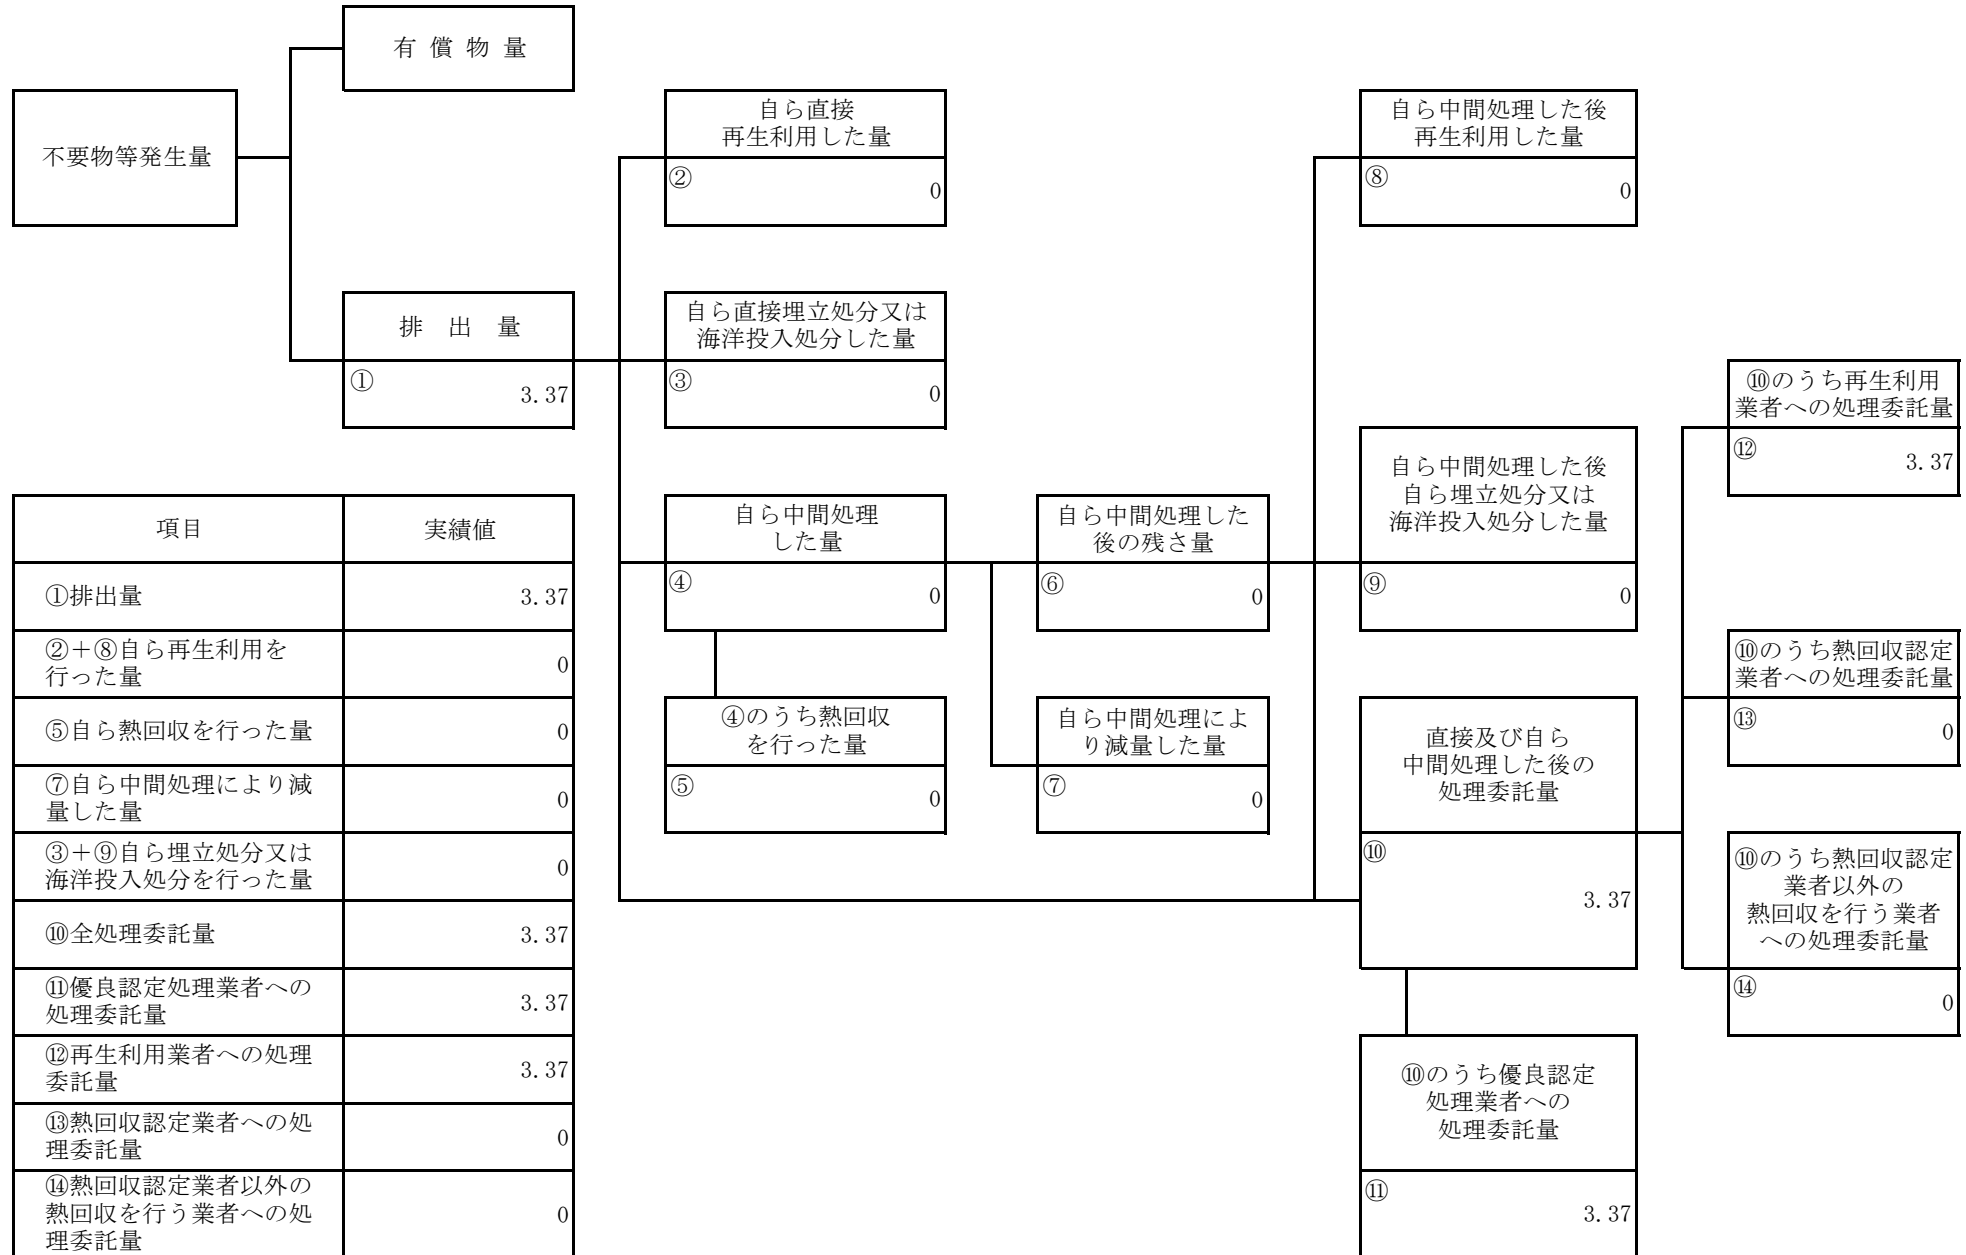 有 償 物 量
不要物等発生量
自ら直接
再生利用した量
②
0
自ら中間処理した後
再生利用した量
⑧
0
排 出 量
①
3.37
自ら直接埋立処分又は
海洋投入処分した量
③
0
⑩のうち再生利用
業者への処理委託量
⑫
3.37
自ら中間処理
した量
④
0
自ら中間処理した
後の残さ量
⑥
0
自ら中間処理した後
自ら埋立処分又は
海洋投入処分した量
⑨
0
⑩のうち熱回収認定
業者への処理委託量
⑬
0
④のうち熱回収
を行った量
⑤
0
自ら中間処理によ
り減量した量
⑦
0
直接及び自ら
中間処理した後の
処理委託量
⑩
3.37
⑩のうち熱回収認定
業者以外の
熱回収を行う業者
への処理委託量
⑭
0
⑩のうち優良認定
処理業者への
処理委託量
⑪
3.37
項目
実績値
①排出量
3.37
②＋⑧自ら再生利用を
行った量
0
⑤自ら熱回収を行った量
0
⑦自ら中間処理により減
量した量
0
③＋⑨自ら埋立処分又は
海洋投入処分を行った量
0
⑩全処理委託量
3.37
⑪優良認定処理業者への
処理委託量
3.37
⑫再生利用業者への処理
委託量
3.37
⑬熱回収認定業者への処
理委託量
0
⑭熱回収認定業者以外の
熱回収を行う業者への処
理委託量
0